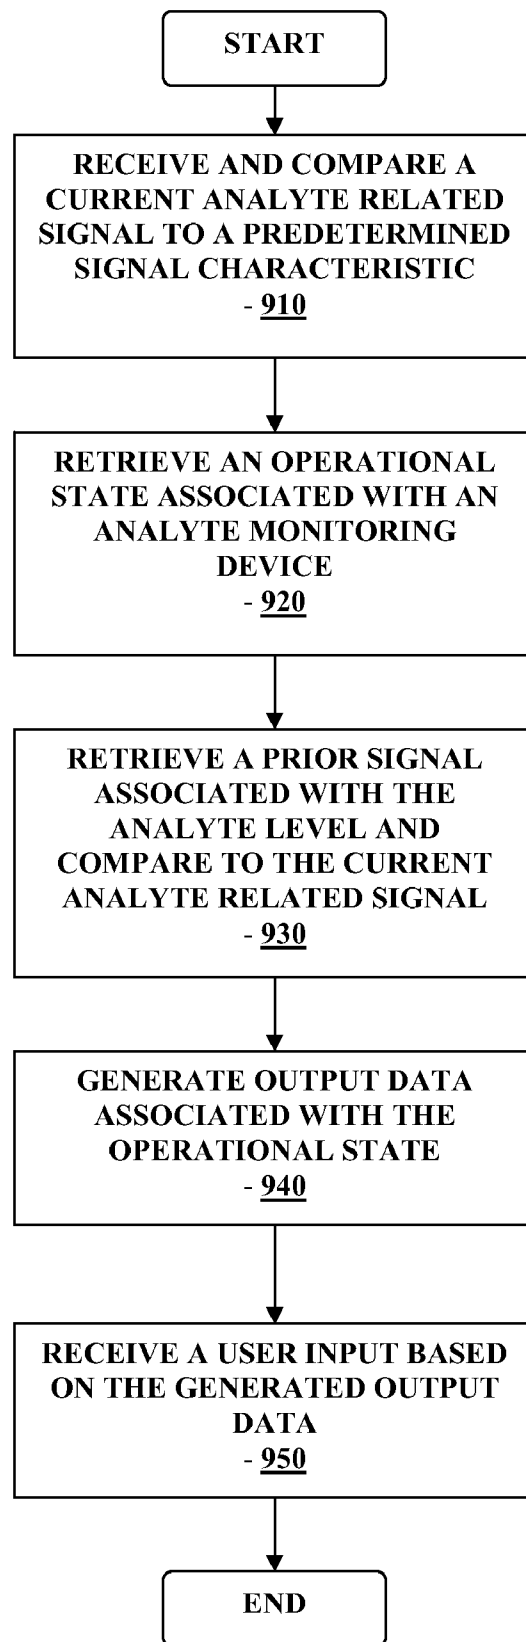 START
RECEIVE AND COMPARE A
CURRENT ANALYTE RELATED
SIGNAL TO A PREDETERMINED
SIGNAL CHARACTERISTIC
- 910
RETRIEVE AN OPERATIONAL
STATE ASSOCIATED WITH AN
ANALYTE MONITORING
DEVICE
- 920
RETRIEVE A PRIOR SIGNAL
ASSOCIATED WITH THE
ANALYTE LEVEL AND
COMPARE TO THE CURRENT
ANALYTE RELATED SIGNAL
- 930
GENERATE OUTPUT DATA
ASSOCIATED WITH THE
OPERATIONAL STATE
- 940
RECEIVE A USER INPUT BASED
ON THE GENERATED OUTPUT
DATA
- 950
END